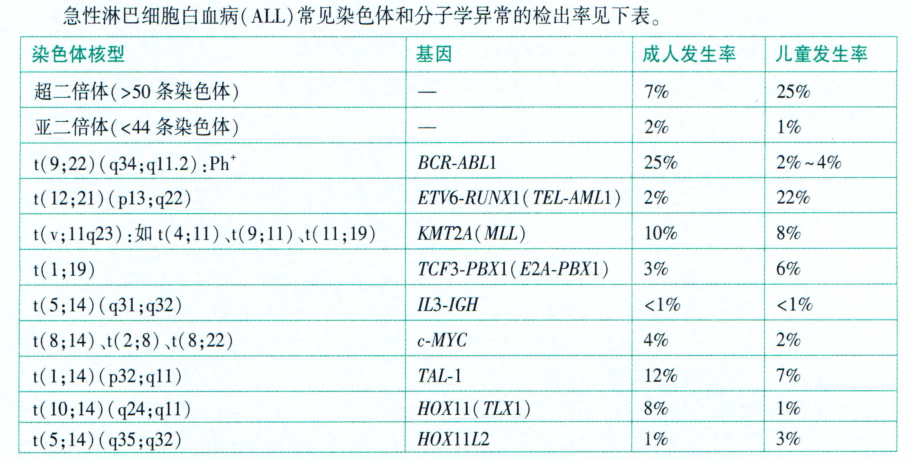 急性淋巴细胞白血病(ALL)常见染色体和分子学异常的检出率见下表。
染色体核型 基因 成人发生率 儿童发生率
超二倍体(>50 条染色体) — 7% 25%
亚二倍体(<44 条染色体) — 2% 1%
t(9;22)(q34;q11.2):Ph⁺ BCR-ABL1 25% 2%~4%
t(12;21)(p13;q22) ETV6-RUNX1(TEL-AML1) 2% 22%
t(v;11q23):如 t(4;11)、t(9;11)、t(11;19) KMT2A(MLL) 10% 8%
t(1;19) TCF3-PBX1(E2A-PBX1) 3% 6%
t(5;14)(q31;q32) IL3-IGH <1% <1%
t(8;14)、t(2;8)、t(8;22) c-MYC 4% 2%
t(1;14)(p32;q11) TAL-1 12% 7%
t(10;14)(q24;q11) HOX11(TLX1) 8% 1%
t(5;14)(q35;q32) HOX11L2 1% 3%